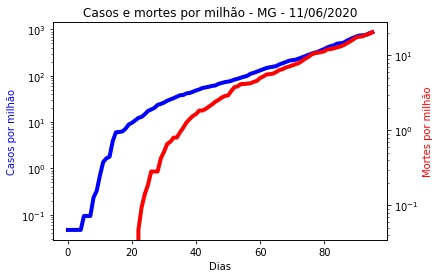 Casos e mortes por milhão - MG - 11/06/2020
Casos por milhão
10³
10²
10¹
10⁰
10⁻¹
10¹
10⁰
10⁻¹
Mortes por milhão
0 20 40 60 80
Dias